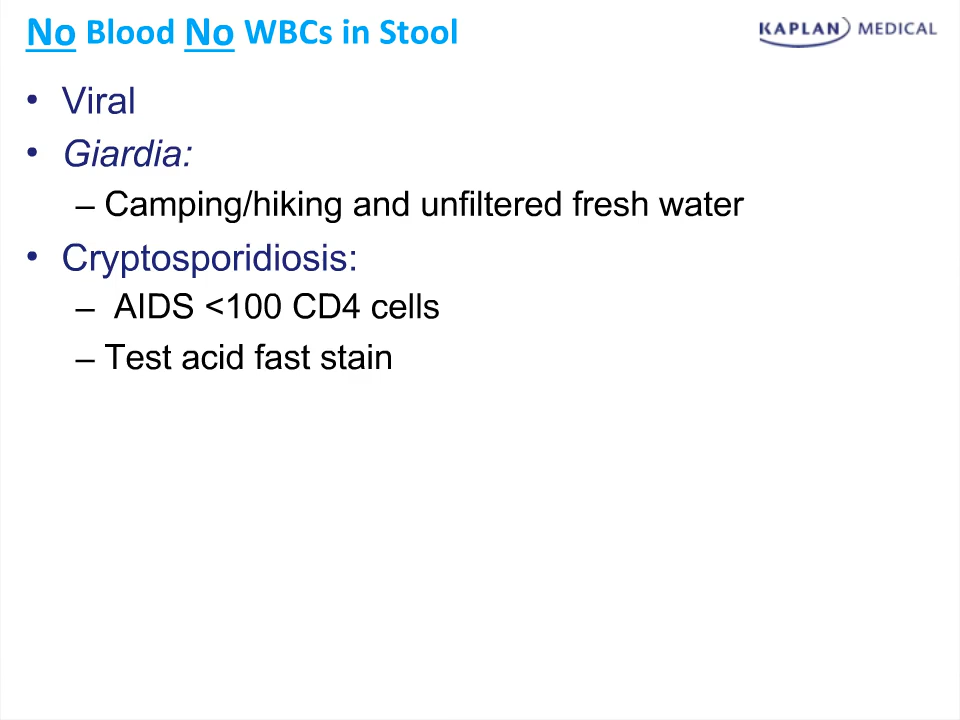 No Blood No WBCs in Stool
KAPLAN MEDICAL
• Viral
• Giardia:
– Camping/hiking and unfiltered fresh water
• Cryptosporidiosis:
– AIDS <100 CD4 cells
– Test acid fast stain